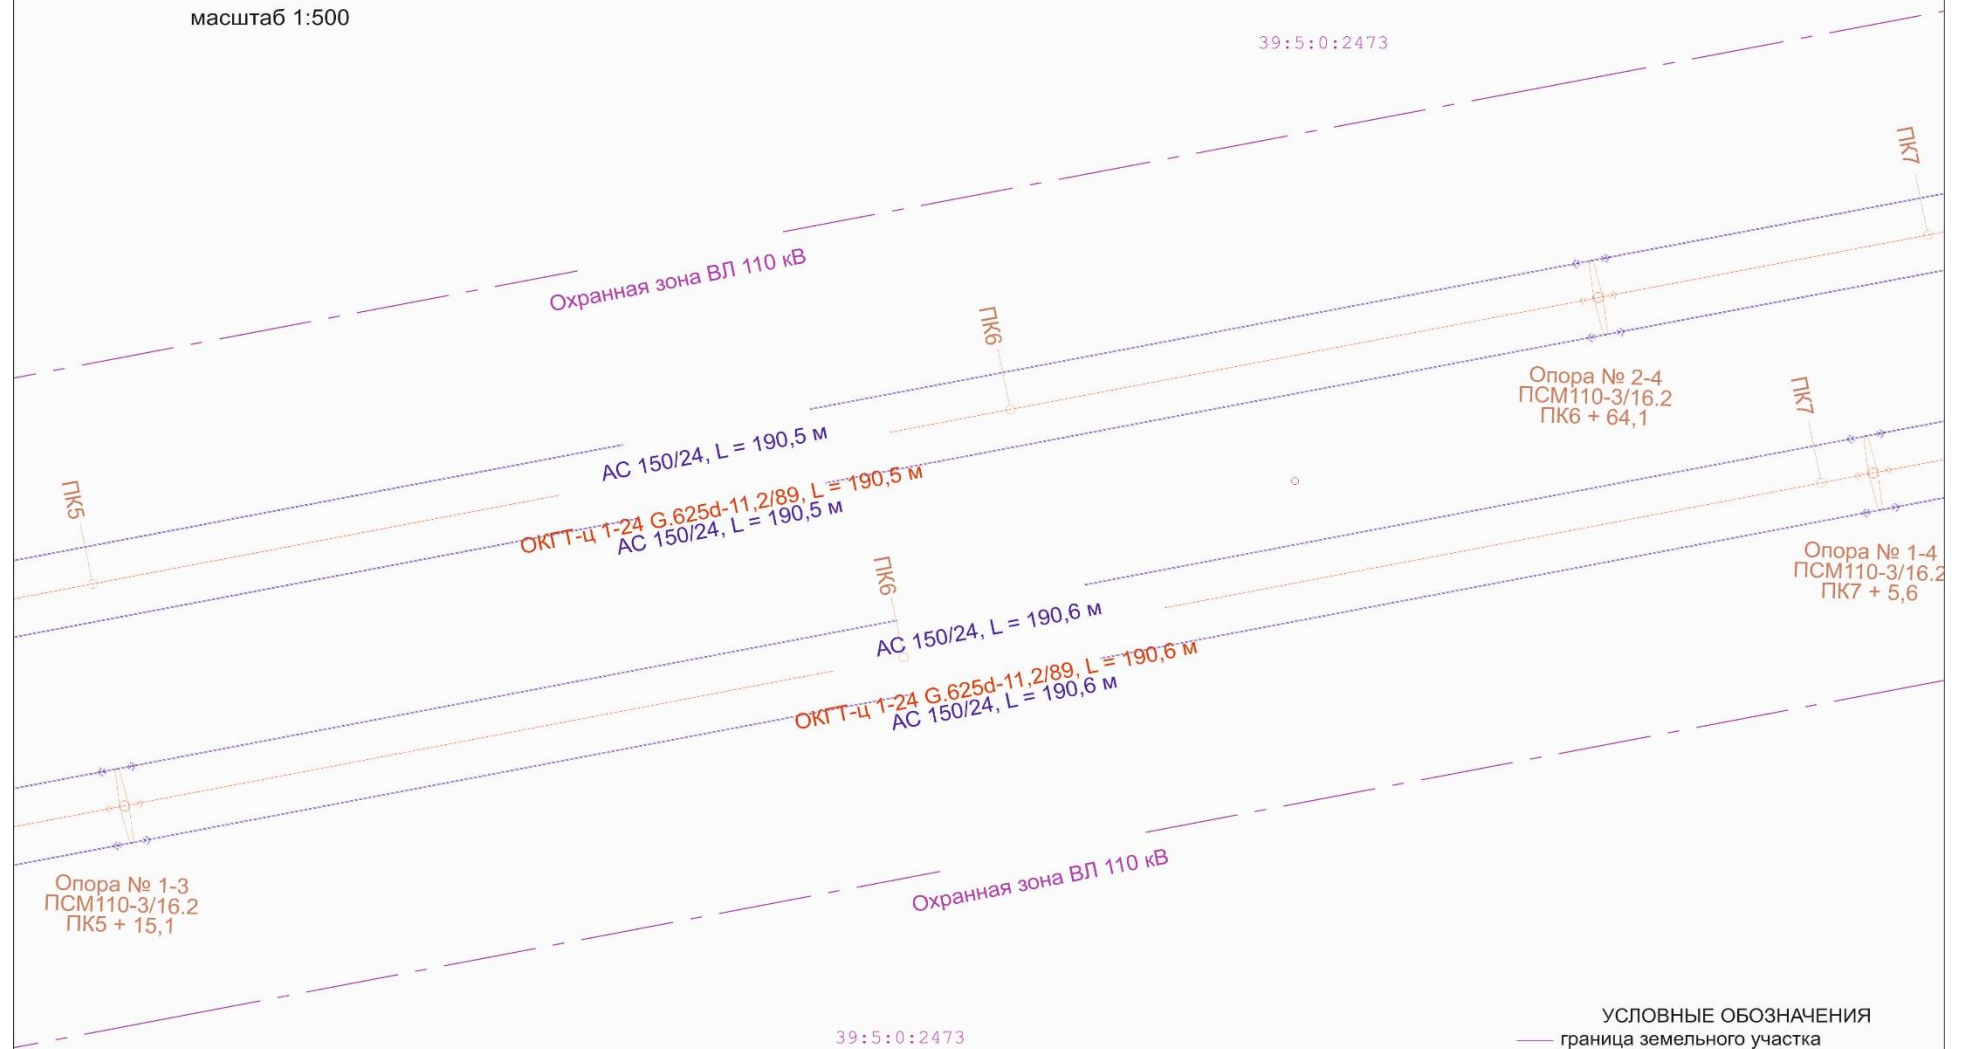 масштаб 1:500
39:5:0:2473
ПК7
Охранная зона ВЛ 110 кВ
ПК6
Опора № 2-4
ПСМ110-3/16.2
ПК6 + 64,1
ПК7
АС 150/24, L = 190,5 м
ПК5
ОКГТ-ц 1-24 G.625d-11,2/89, L = 190,5 м
АС 150/24, L = 190,5 м
ПК6
Опора № 1-4
ПСМ110-3/16.2
ПК7 + 5,6
АС 150/24, L = 190,6 м
ОКГТ-ц 1-24 G.625d-11,2/89, L = 190,6 м
АС 150/24, L = 190,6 м
Опора № 1-3
ПСМ110-3/16.2
ПК5 + 15,1
Охранная зона ВЛ 110 кВ
39:5:0:2473
УСЛОВНЫЕ ОБОЗНАЧЕНИЯ
граница земельного участка